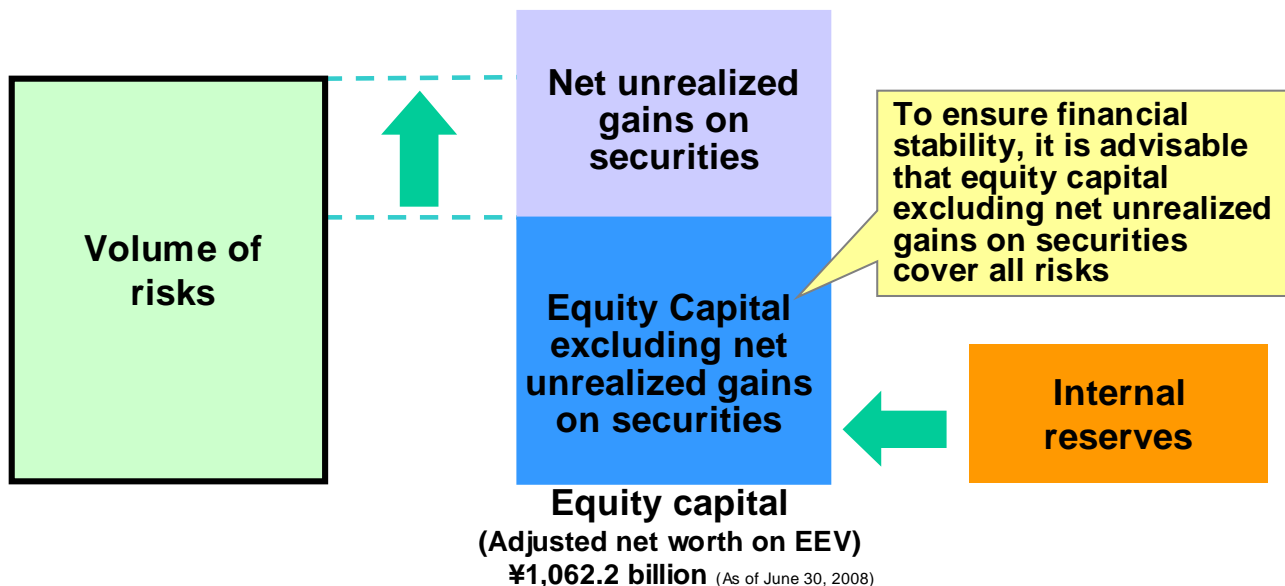 Volume of
risks
Net unrealized
gains on
securities
Equity Capital
excluding net
unrealized gains
on securities
To ensure financial
stability, it is advisable
that equity capital
excluding net unrealized
gains on securities
cover all risks
Internal
reserves
Equity capital
(Adjusted net worth on EEV)
¥1,062.2 billion (As of June 30, 2008)